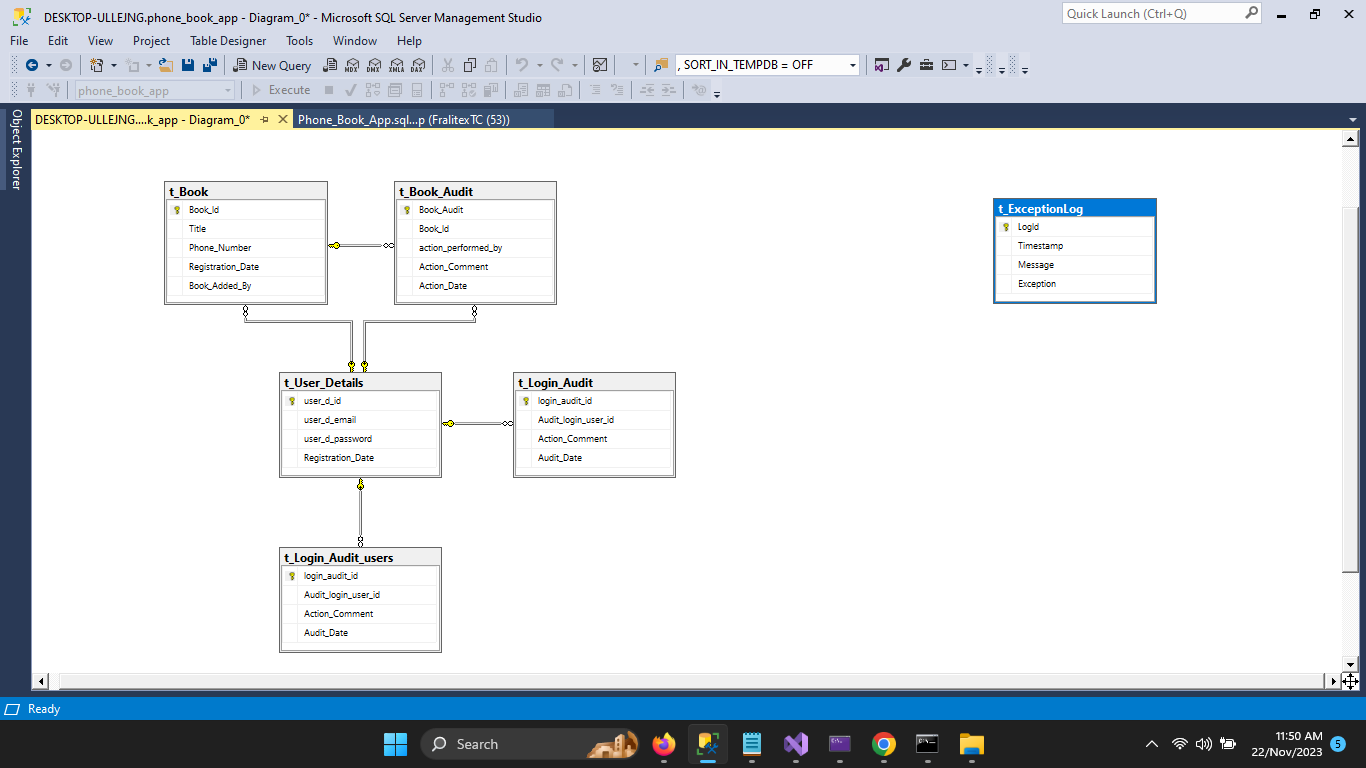 DESKTOP-ULLEJNG.phone_book_app - Diagram_0* - Microsoft SQL Server Management Studio
Quick Launch (Ctrl+Q)
File Edit View Project Table Designer Tools Window Help
New Query MDX DMX XMLA DAX , SORT_IN_TEMPDB = OFF
phone_book_app Execute
Object Explorer
DESKTOP-ULLEJNG....k_app - Diagram_0* Phone_Book_App.sql...p (FralitexTC (53))
t_Book
Book_Id
Title
Phone_Number
Registration_Date
Book_Added_By
t_Book_Audit
Book_Audit
Book_Id
action_performed_by
Action_Comment
Action_Date
t_ExceptionLog
LogId
Timestamp
Message
Exception
t_User_Details
user_d_id
user_d_email
user_d_password
Registration_Date
t_Login_Audit
login_audit_id
Audit_login_user_id
Action_Comment
Audit_Date
t_Login_Audit_users
login_audit_id
Audit_login_user_id
Action_Comment
Audit_Date
Ready
Search
11:50 AM
22/Nov/2023
5